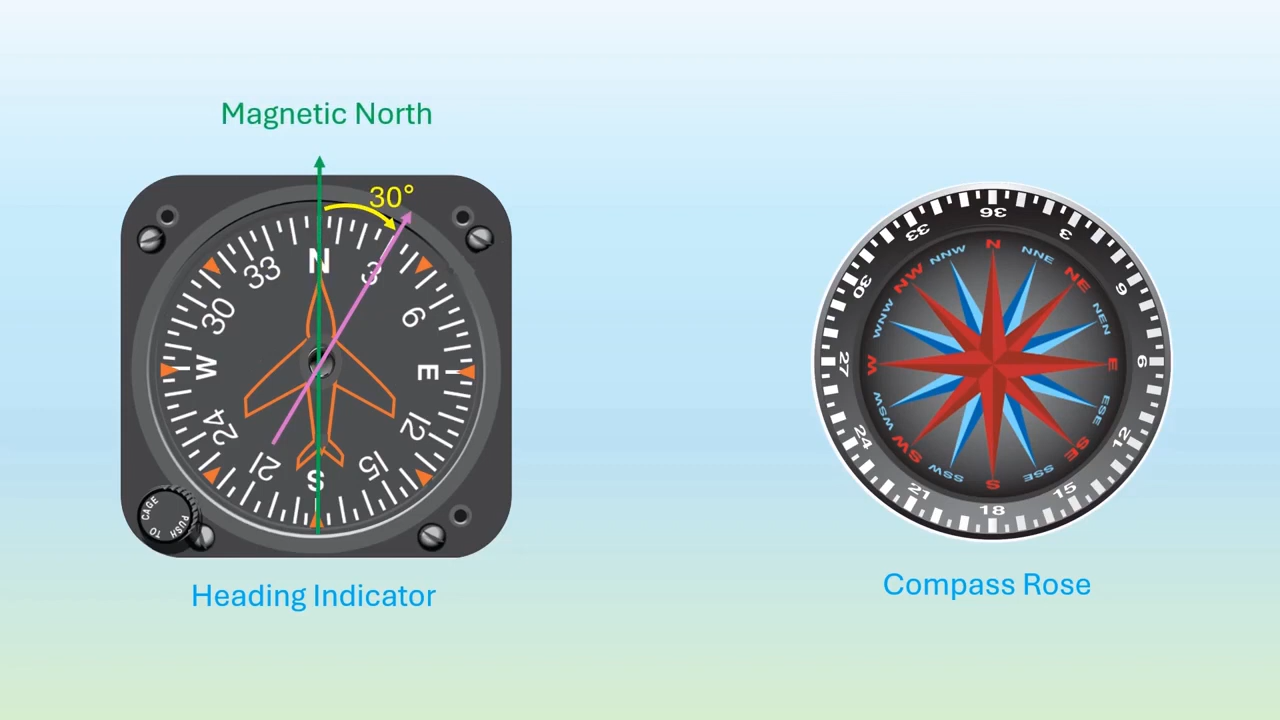 Magnetic North
30°
N
3
6
E
12
15
S
21
24
W
30
33
PUSH TO CAGE
Heading Indicator
36
3
6
9
12
15
18
21
24
27
30
33
N
NNE
NE
NEN
E
ESE
SE
SSE
S
SSW
SW
WSW
W
WNW
NW
NNW
Compass Rose